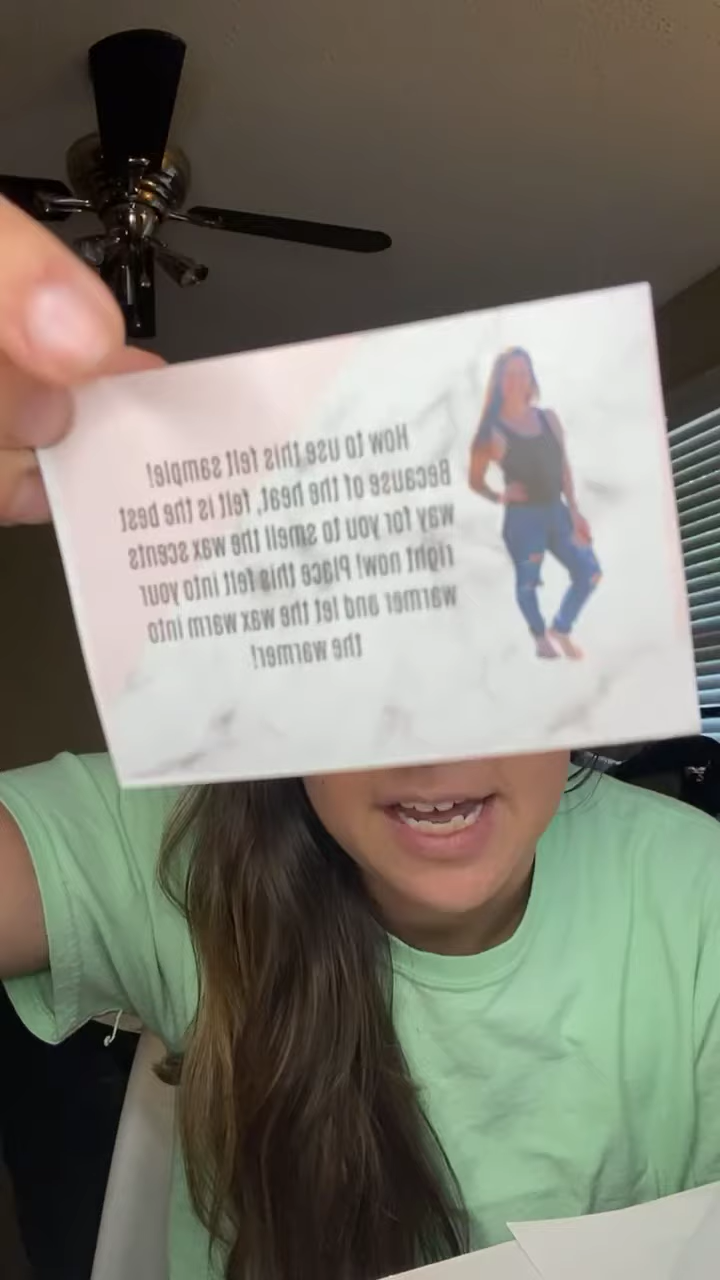 How to use this felt sample!
Because of the heat, felt is the best
way for you to smell the wax scents
right now! Place this felt into your
warmer and let the wax warm into
the warmer!